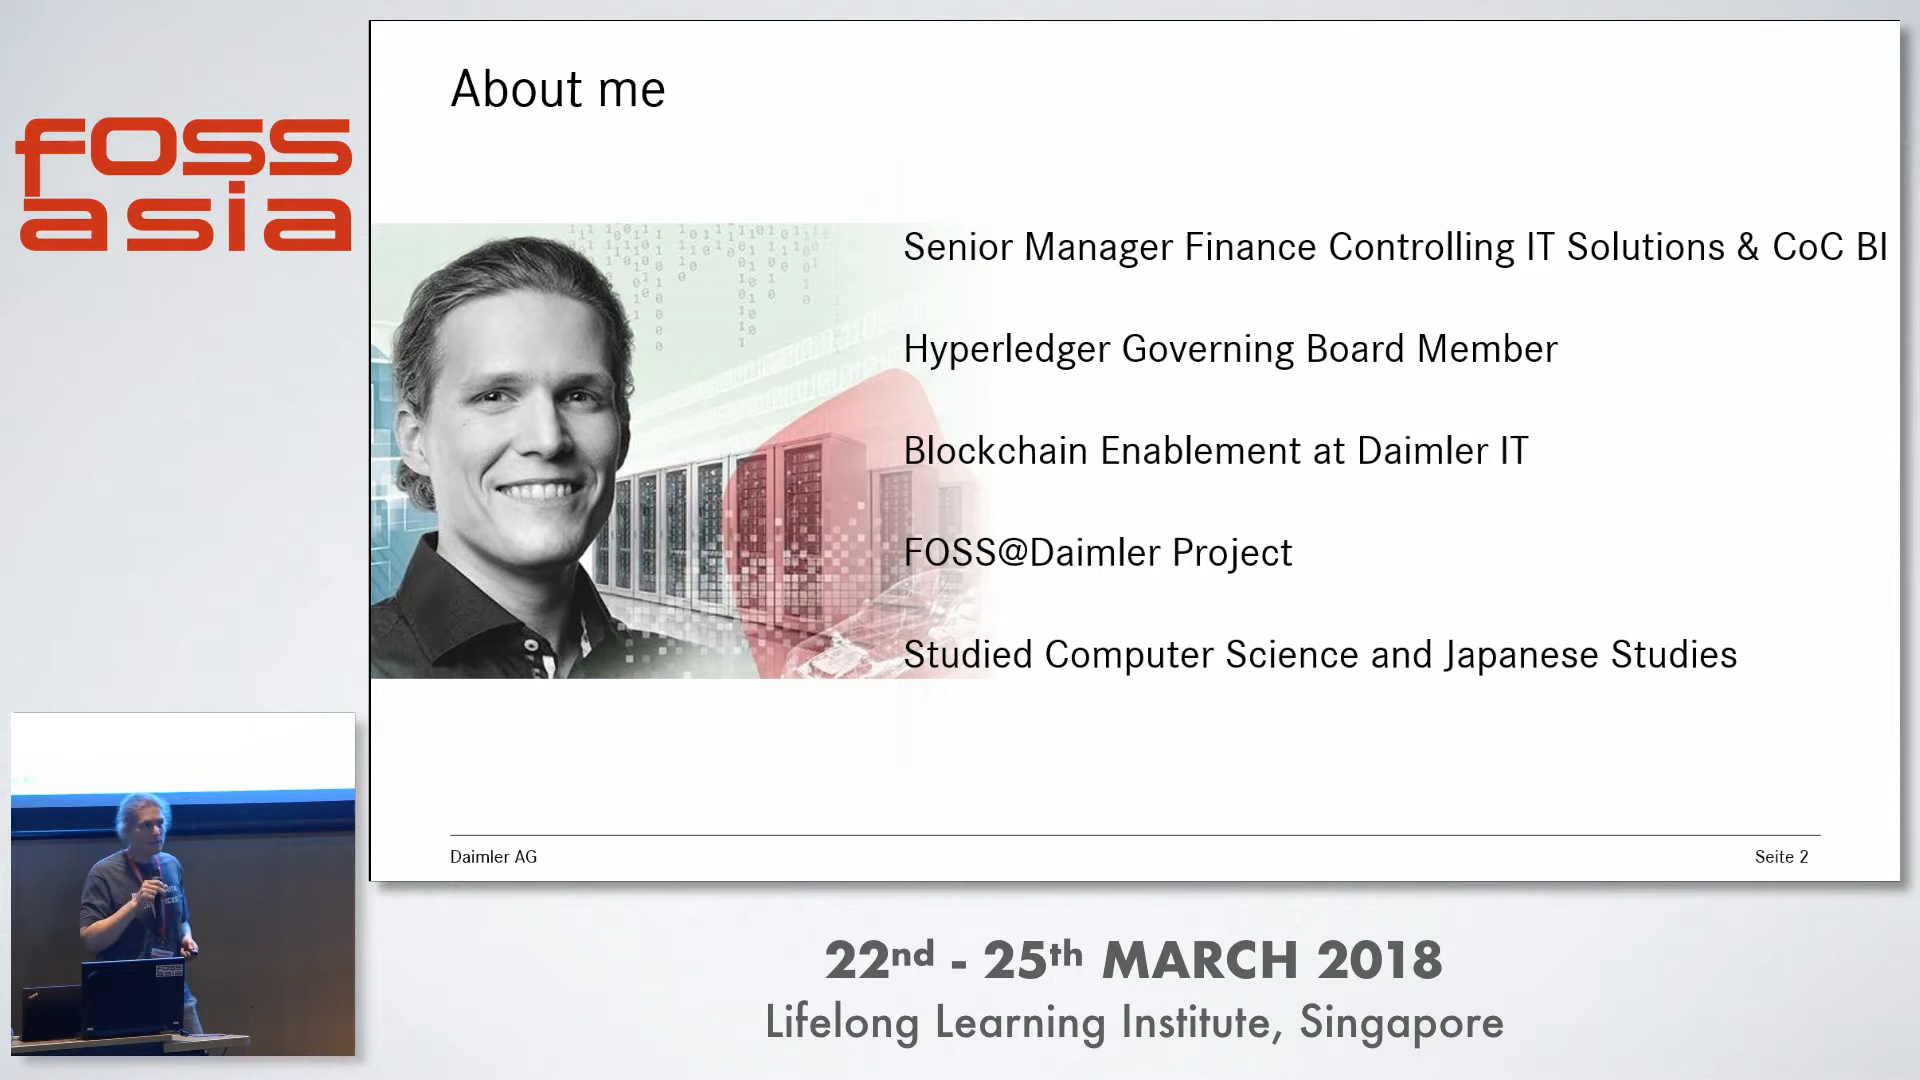 foss
asia
About me
Senior Manager Finance Controlling IT Solutions & CoC BI
Hyperledger Governing Board Member
Blockchain Enablement at Daimler IT
FOSS@Daimler Project
Studied Computer Science and Japanese Studies
Daimler AG
Seite 2
22nd - 25th MARCH 2018
Lifelong Learning Institute, Singapore